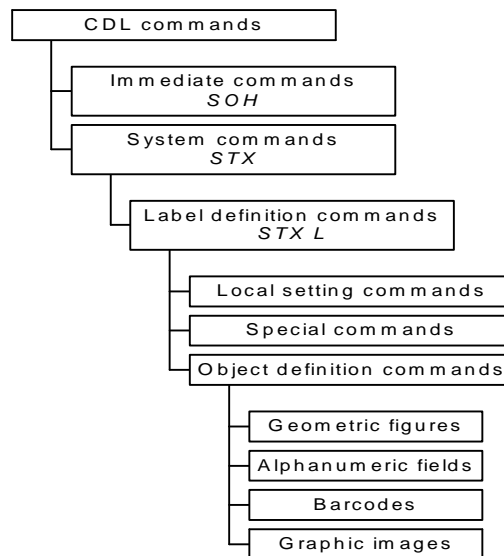 CDL commands
Immediate commands
SOH
System commands
STX
Label definition commands
STX L
Local setting commands
Special commands
Object definition commands
Geometric figures
Alphanumeric fields
Barcodes
Graphic images